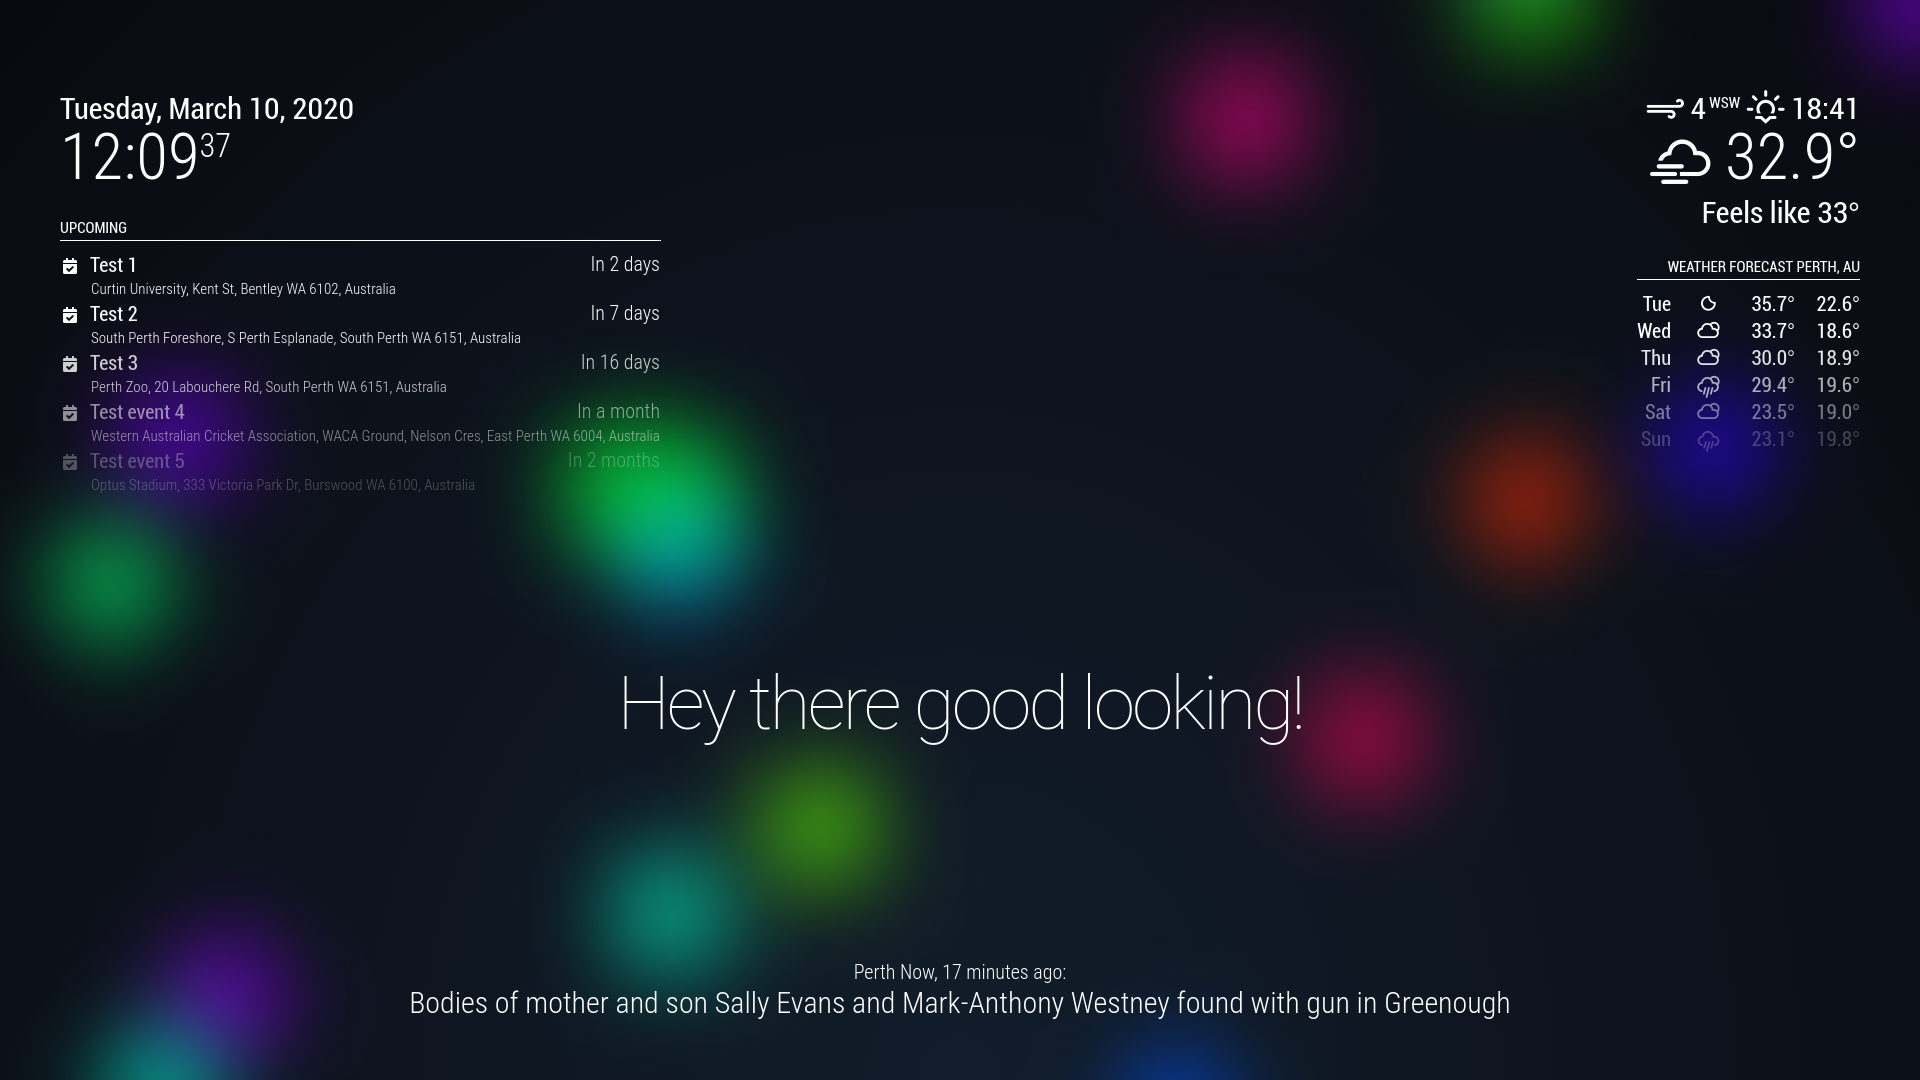 Tuesday, March 10, 2020
12:09 37
UPCOMING
Test 1 In 2 days
Curtin University, Kent St, Bentley WA 6102, Australia
Test 2 In 7 days
South Perth Foreshore, S Perth Esplanade, South Perth WA 6151, Australia
Test 3 In 16 days
Perth Zoo, 20 Labouchere Rd, South Perth WA 6151, Australia
Test event 4 In a month
Western Australian Cricket Association, WACA Ground, Nelson Cres, East Perth WA 6004, Australia
Test event 5 In 2 months
Optus Stadium, 333 Victoria Park Dr, Burswood WA 6100, Australia
4 WSW 18:41
32.9°
Feels like 33°
WEATHER FORECAST PERTH, AU
Tue 35.7° 22.6°
Wed 33.7° 18.6°
Thu 30.0° 18.9°
Fri 29.4° 19.6°
Sat 23.5° 19.0°
Sun 23.1° 19.8°
Hey there good looking!
Perth Now, 17 minutes ago:
Bodies of mother and son Sally Evans and Mark-Anthony Westney found with gun in Greenough